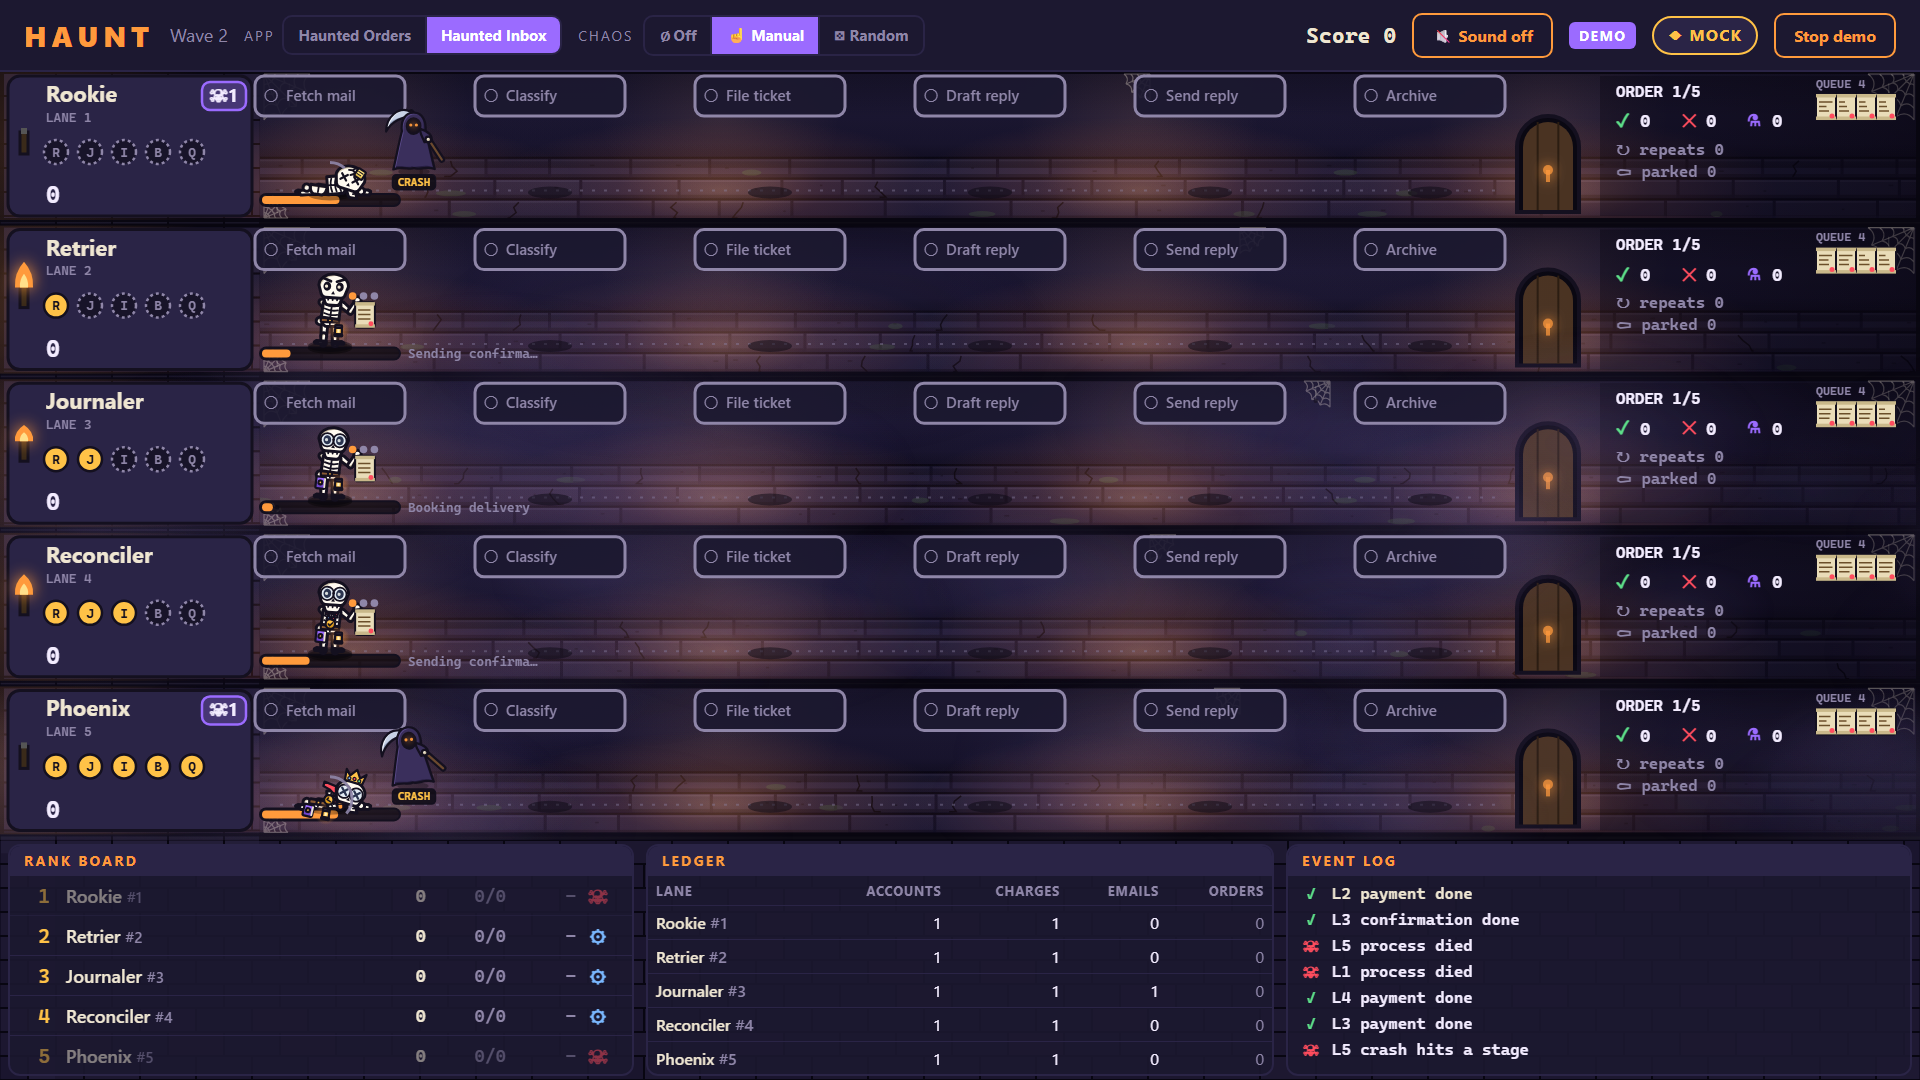 HAUNT Wave 2 APP Haunted Orders Haunted Inbox CHAOS Ø Off Manual Random Score 0 Sound off DEMO MOCK Stop demo
Rookie 1
LANE 1
R J I B Q
0
Fetch mail Classify File ticket Draft reply Send reply Archive
CRASH
ORDER 1/5 QUEUE 4
✓ 0 ✕ 0 0
↻ repeats 0
parked 0
Retrier
LANE 2
R J I B Q
0
Fetch mail Classify File ticket Draft reply Send reply Archive
Sending confirma…
ORDER 1/5 QUEUE 4
✓ 0 ✕ 0 0
↻ repeats 0
parked 0
Journaler
LANE 3
R J I B Q
0
Fetch mail Classify File ticket Draft reply Send reply Archive
Booking delivery
ORDER 1/5 QUEUE 4
✓ 0 ✕ 0 0
↻ repeats 0
parked 0
Reconciler
LANE 4
R J I B Q
0
Fetch mail Classify File ticket Draft reply Send reply Archive
Sending confirma…
ORDER 1/5 QUEUE 4
✓ 0 ✕ 0 0
↻ repeats 0
parked 0
Phoenix 1
LANE 5
R J I B Q
0
Fetch mail Classify File ticket Draft reply Send reply Archive
CRASH
ORDER 1/5 QUEUE 4
✓ 0 ✕ 0 0
↻ repeats 0
parked 0
RANK BOARD
1 Rookie #1 0 0/0 –
2 Retrier #2 0 0/0 –
3 Journaler #3 0 0/0 –
4 Reconciler #4 0 0/0 –
5 Phoenix #5 0 0/0 –
LEDGER
LANE ACCOUNTS CHARGES EMAILS ORDERS
Rookie #1 1 1 0 0
Retrier #2 1 1 0 0
Journaler #3 1 1 1 0
Reconciler #4 1 1 0 0
Phoenix #5 1 1 0 0
EVENT LOG
✓ L2 payment done
✓ L3 confirmation done
L5 process died
L1 process died
✓ L4 payment done
✓ L3 payment done
L5 crash hits a stage